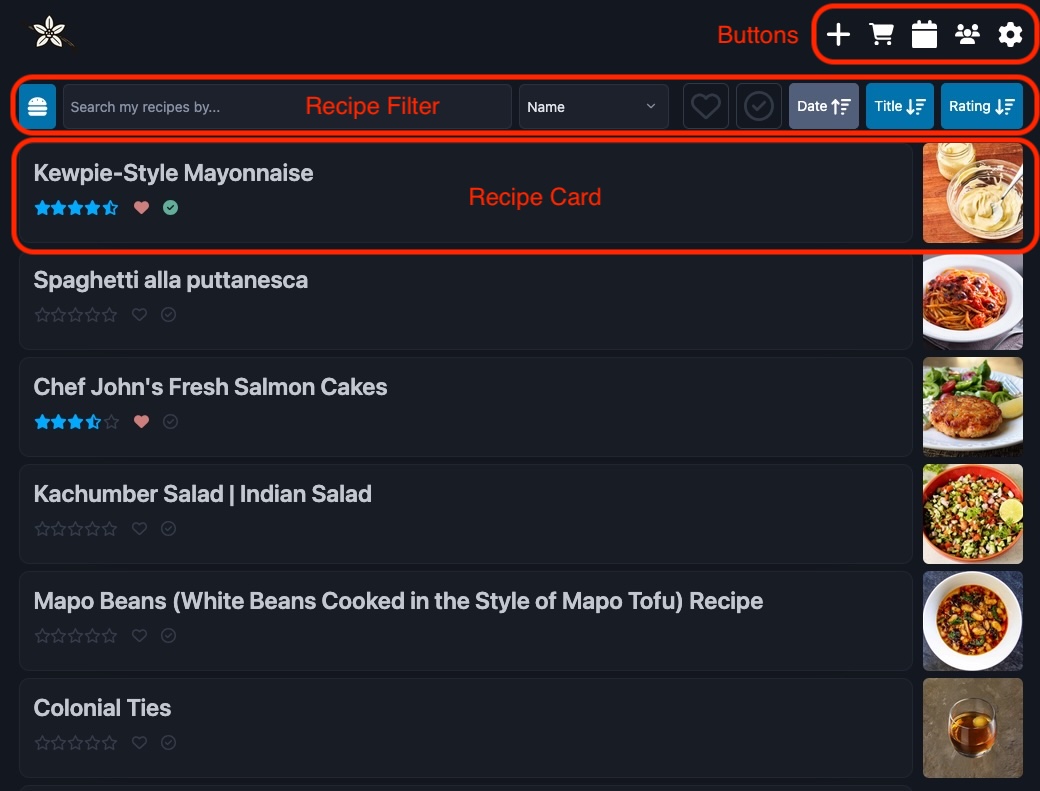 Buttons
Search my recipes by...
Recipe Filter
Name
Date
Title
Rating
Kewpie-Style Mayonnaise
Recipe Card
Spaghetti alla puttanesca
Chef John's Fresh Salmon Cakes
Kachumber Salad | Indian Salad
Mapo Beans (White Beans Cooked in the Style of Mapo Tofu) Recipe
Colonial Ties